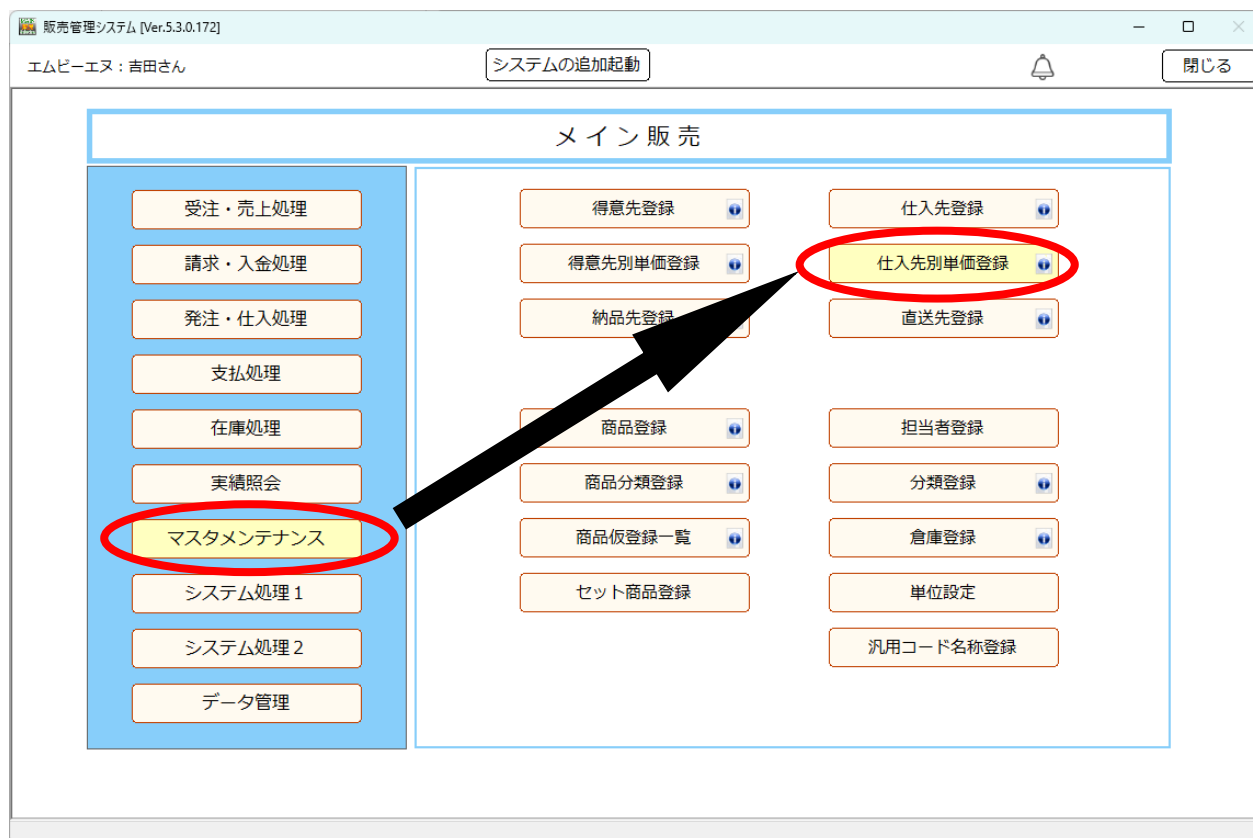 販売管理システム [Ver.5.3.0.172]
エムビーエヌ：吉田さん
システムの追加起動
閉じる
メイン販売
受注・売上処理
請求・入金処理
発注・仕入処理
支払処理
在庫処理
実績照会
マスタメンテナンス
システム処理１
システム処理２
データ管理
得意先登録
仕入先登録
得意先別単価登録
仕入先別単価登録
納品先登録
直送先登録
商品登録
担当者登録
商品分類登録
分類登録
商品仮登録一覧
倉庫登録
セット商品登録
単位設定
汎用コード名称登録